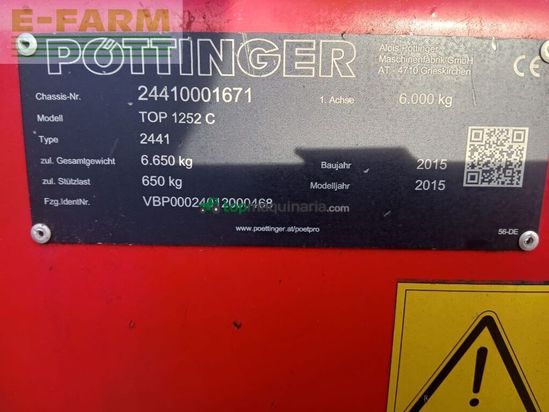 E-FARM
PÖTTINGER
Alois Pöttinger
Maschinenfabrik GmbH
AT - 4710 Grieskirchen
CE
Chassis-Nr. 24410001671 1. Achse 6.000 kg
Modell TOP 1252 C
Type 2441
zul. Gesamtgewicht 6.650 kg Baujahr 2015
zul. Stützlast 650 kg Modelljahr 2015
Fzg.IdentNr. VBP00024012000468
topmaquinaria.com
www.poettinger.at/poetpro
56-DE